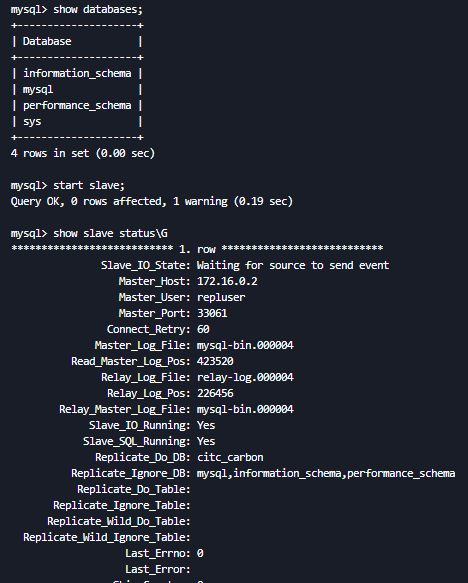 mysql> show databases;
+--------------------+
| Database           |
+--------------------+
| information_schema |
| mysql              |
| performance_schema |
| sys                |
+--------------------+
4 rows in set (0.00 sec)
mysql> start slave;
Query OK, 0 rows affected, 1 warning (0.19 sec)
mysql> show slave status\G
*************************** 1. row ***************************
Slave_IO_State: Waiting for source to send event
Master_Host: 172.16.0.2
Master_User: repluser
Master_Port: 33061
Connect_Retry: 60
Master_Log_File: mysql-bin.000004
Read_Master_Log_Pos: 423520
Relay_Log_File: relay-log.000004
Relay_Log_Pos: 226456
Relay_Master_Log_File: mysql-bin.000004
Slave_IO_Running: Yes
Slave_SQL_Running: Yes
Replicate_Do_DB: citc_carbon
Replicate_Ignore_DB: mysql,information_schema,performance_schema
Replicate_Do_Table:
Replicate_Ignore_Table:
Replicate_Wild_Do_Table:
Replicate_Wild_Ignore_Table:
Last_Errno: 0
Last_Error: